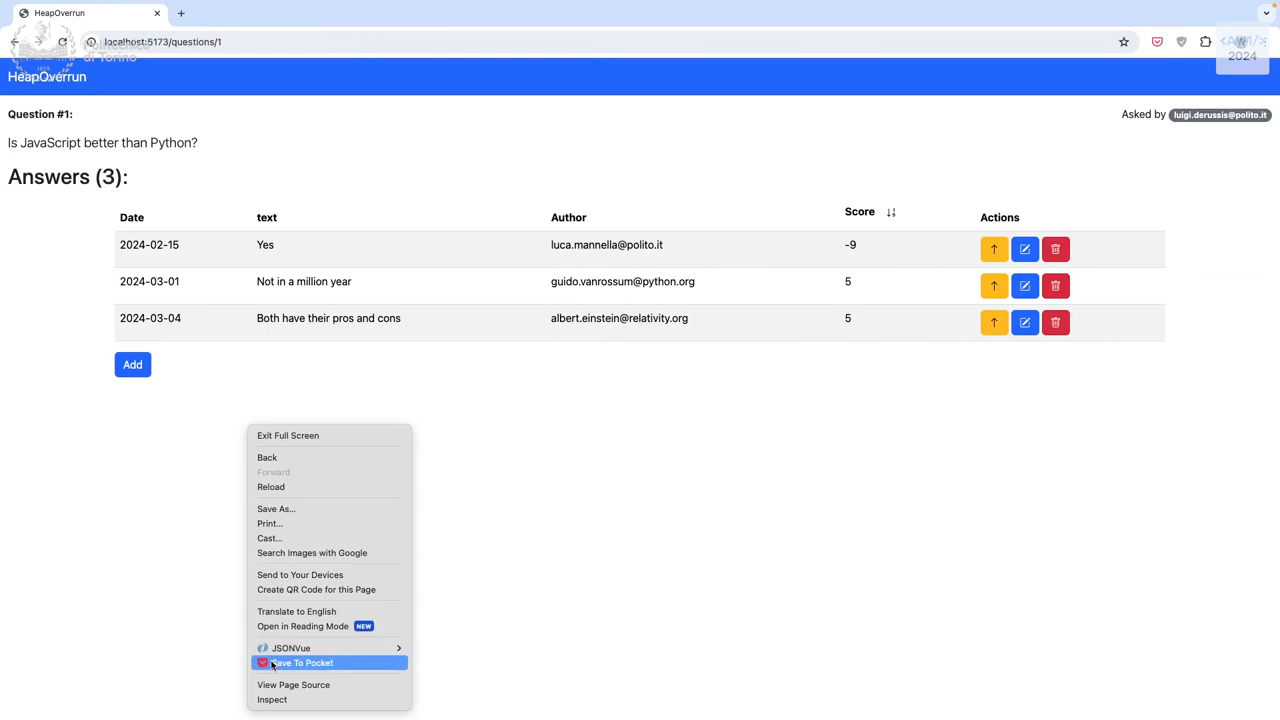 HeapOverrun
localhost:5173/questions/1
Politecnico
di Torino
<AW1/>
2024
HeapOverrun
Question #1:
Asked by luigi.derussis@polito.it
Is JavaScript better than Python?
Answers (3):
Date text Author Score Actions
2024-02-15 Yes luca.mannella@polito.it -9
2024-03-01 Not in a million year guido.vanrossum@python.org 5
2024-03-04 Both have their pros and cons albert.einstein@relativity.org 5
Add
Exit Full Screen
Back
Forward
Reload
Save As...
Print...
Cast...
Search Images with Google
Send to Your Devices
Create QR Code for this Page
Translate to English
Open in Reading Mode NEW
JSONVue
Save To Pocket
View Page Source
Inspect